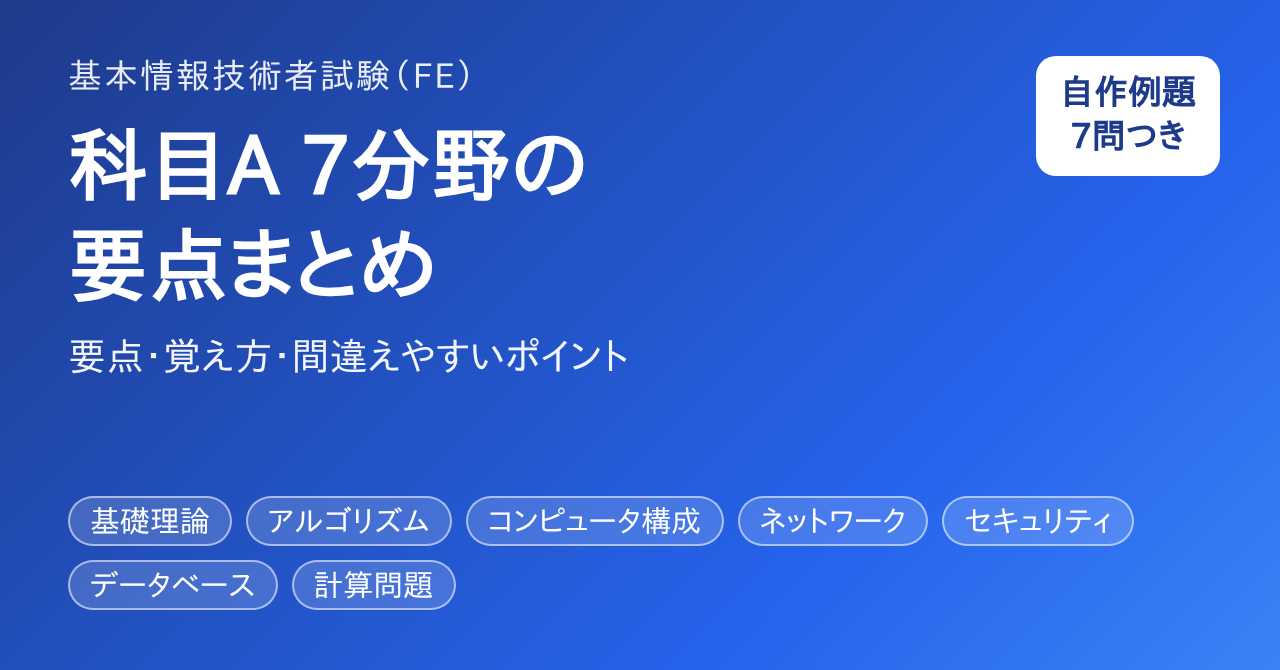 基本情報技術者試験（FE）
科目A 7分野の
要点まとめ
要点・覚え方・間違えやすいポイント
自作例題
7問つき
基礎理論
アルゴリズム
コンピュータ構成
ネットワーク
セキュリティ
データベース
計算問題